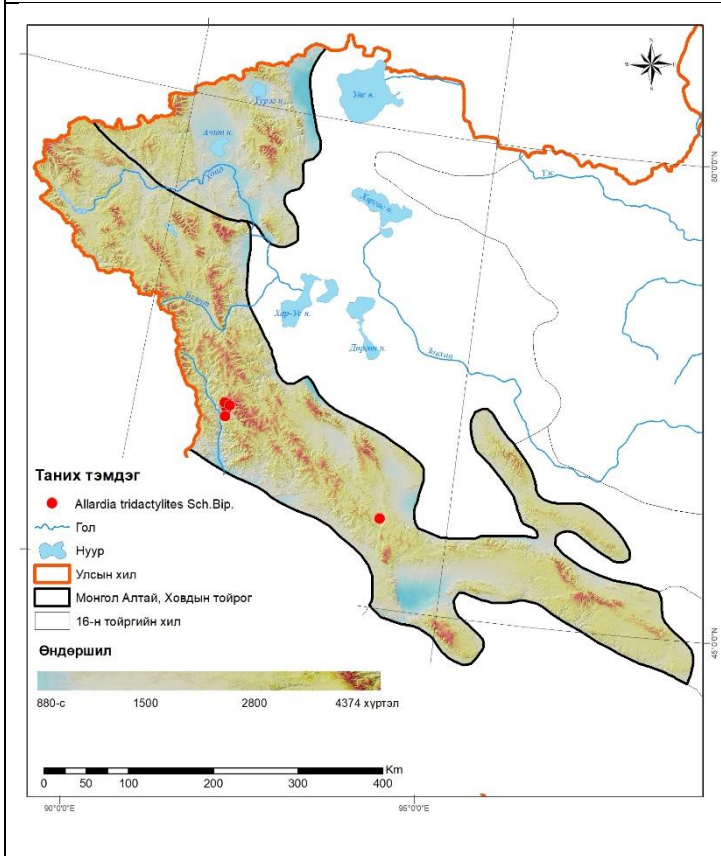 Увс н.
Үүрэг н.
Ачит н.
Ховд
Тэс
50°0'0"N
Хяргас н.
Хар-Ус н.
Буянт
Дөргөн н.
Завхан
Таних тэмдэг
Allardia tridactylites Sch.Bip.
Гол
Нуур
Улсын хил
Монгол Алтай, Ховдын тойрог
16-н тойргийн хил
45°0'0"N
Өндөршил
880-с 1500 2800 4374 хүртэл
Km
0 50 100 200 300 400
90°0'0"E 95°0'0"E